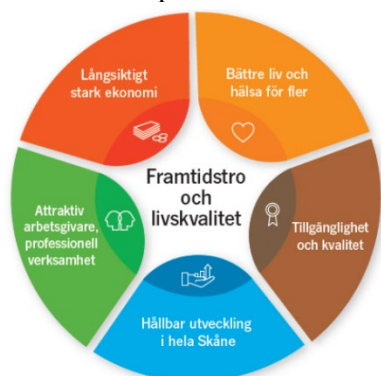 Långsiktigt
stark ekonomi
Bättre liv och
hälsa för fler
Framtidstro
och
livskvalitet
Attraktiv
arbetsgivare,
professionell
verksamhet
Tillgänglighet
och kvalitet
Hållbar utveckling
i hela Skåne